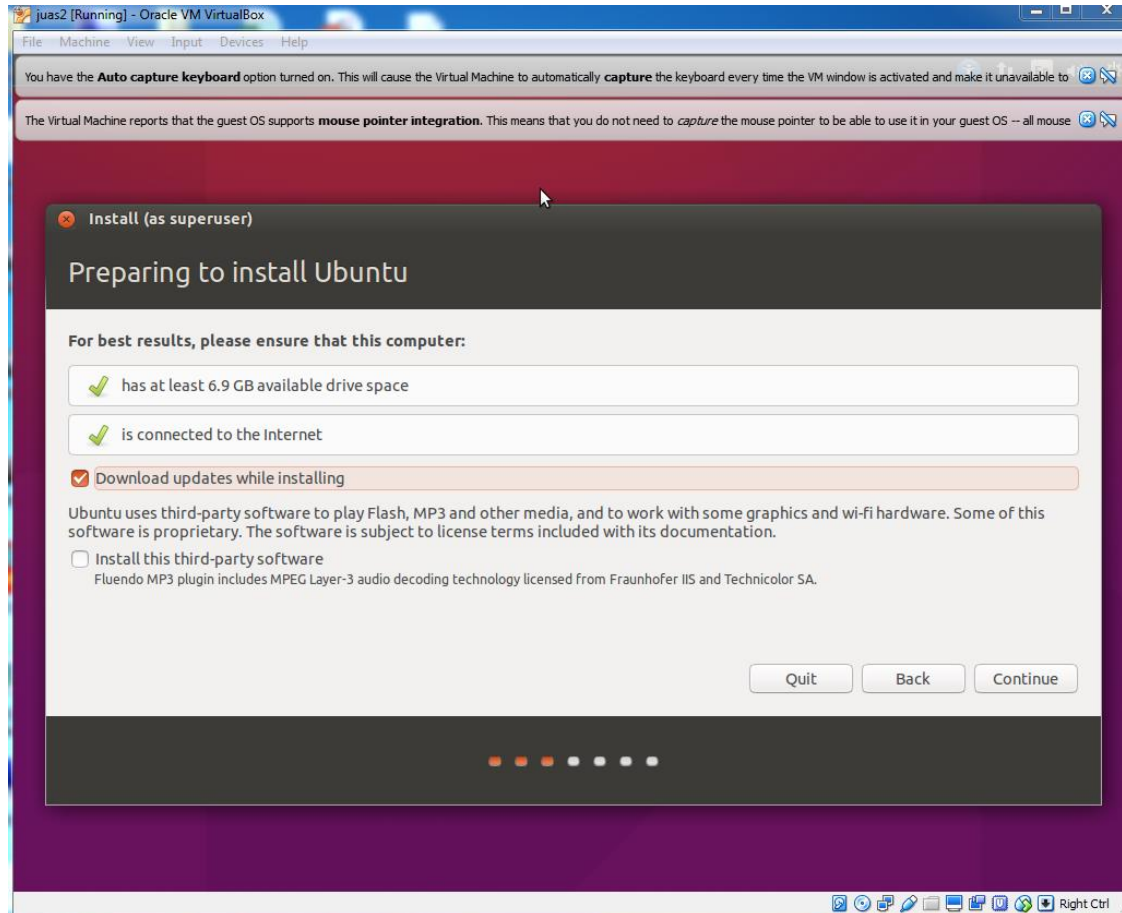 juas2 [Running] - Oracle VM VirtualBox
File Machine View Input Devices Help
You have the Auto capture keyboard option turned on. This will cause the Virtual Machine to automatically capture the keyboard every time the VM window is activated and make it unavailable to
The Virtual Machine reports that the guest OS supports mouse pointer integration. This means that you do not need to capture the mouse pointer to be able to use it in your guest OS -- all mouse
Install (as superuser)
Preparing to install Ubuntu
For best results, please ensure that this computer:
has at least 6.9 GB available drive space
is connected to the Internet
Download updates while installing
Ubuntu uses third-party software to play Flash, MP3 and other media, and to work with some graphics and wi-fi hardware. Some of this
software is proprietary. The software is subject to license terms included with its documentation.
Install this third-party software
Fluendo MP3 plugin includes MPEG Layer-3 audio decoding technology licensed from Fraunhofer IIS and Technicolor SA.
Quit Back Continue
Right Ctrl